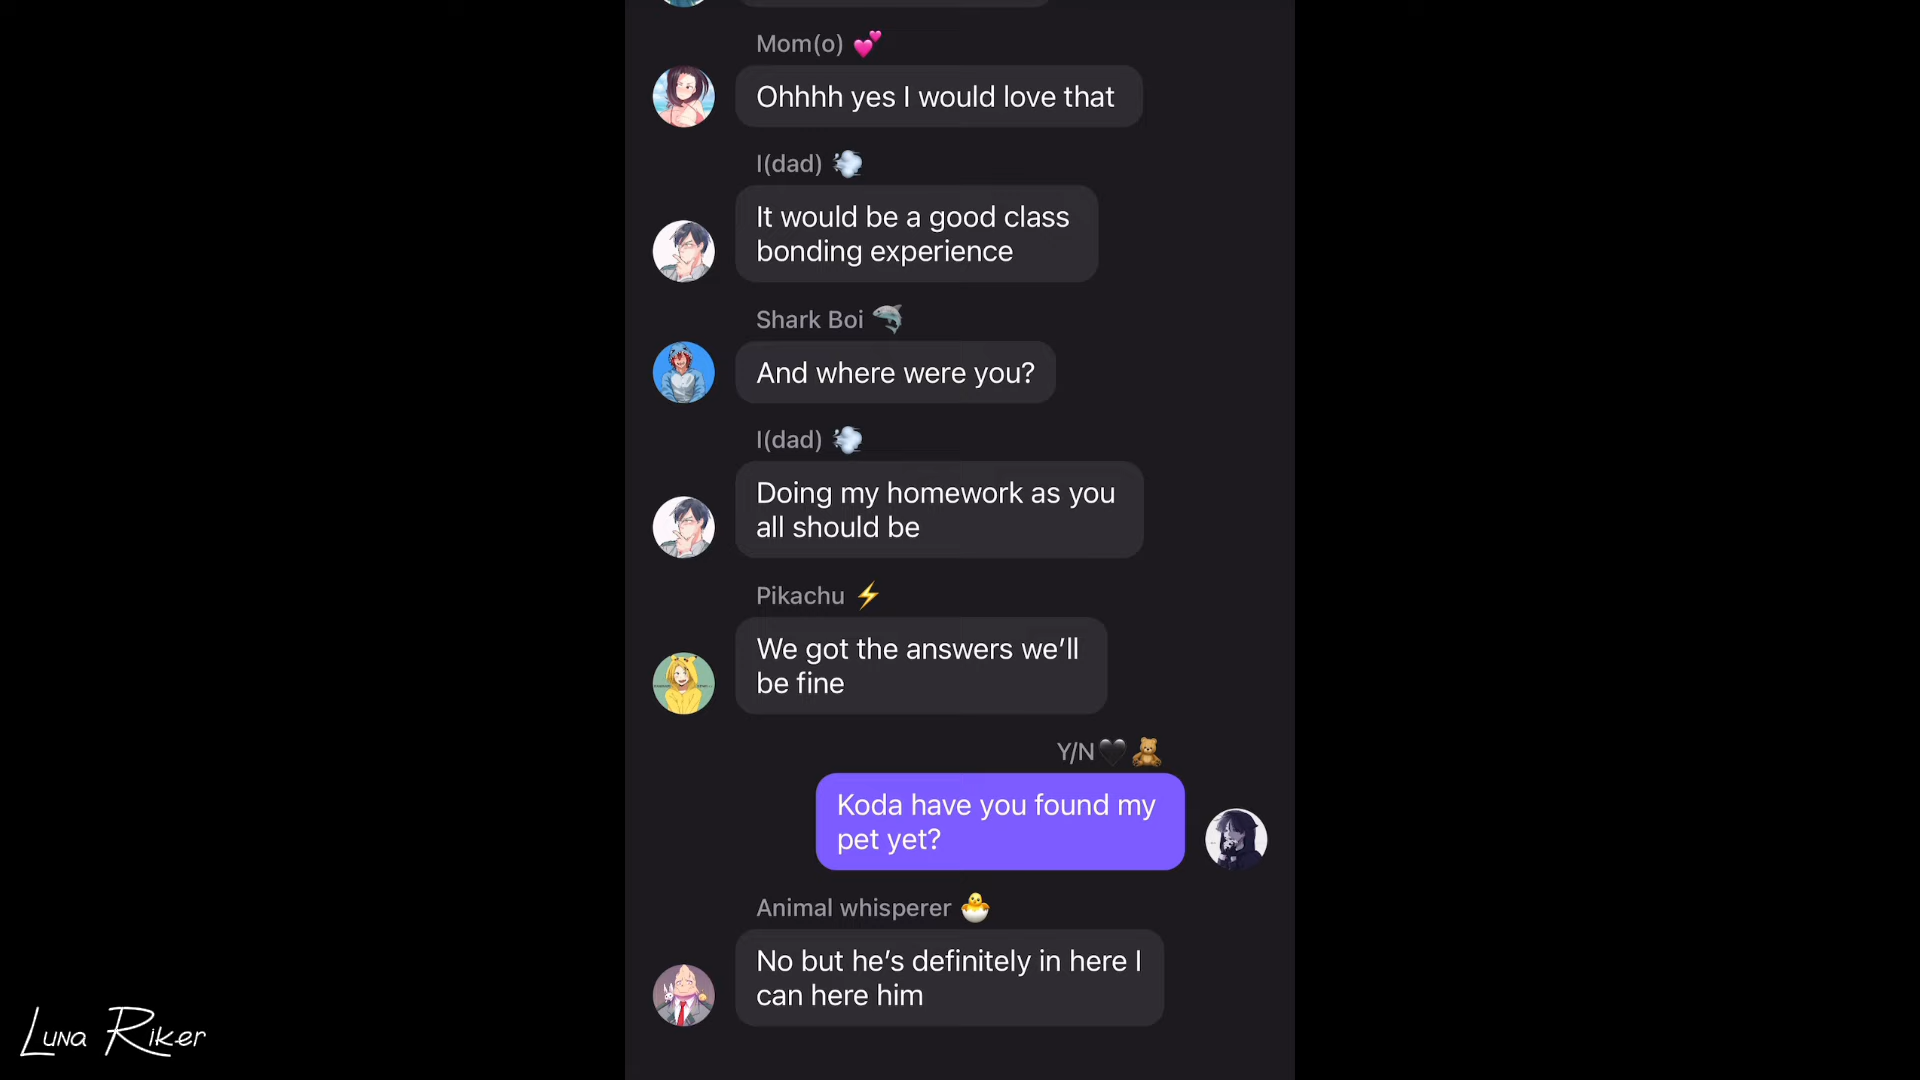 Mom(o) 💕
Ohhhh yes I would love that
I(dad) 💨
It would be a good class
bonding experience
Shark Boi 🦈
And where were you?
I(dad) 💨
Doing my homework as you
all should be
Pikachu ⚡
We got the answers we’ll
be fine
Y/N🖤🧸
Koda have you found my
pet yet?
Animal whisperer 🐣
No but he’s definitely in here I
can here him
Luna Riker